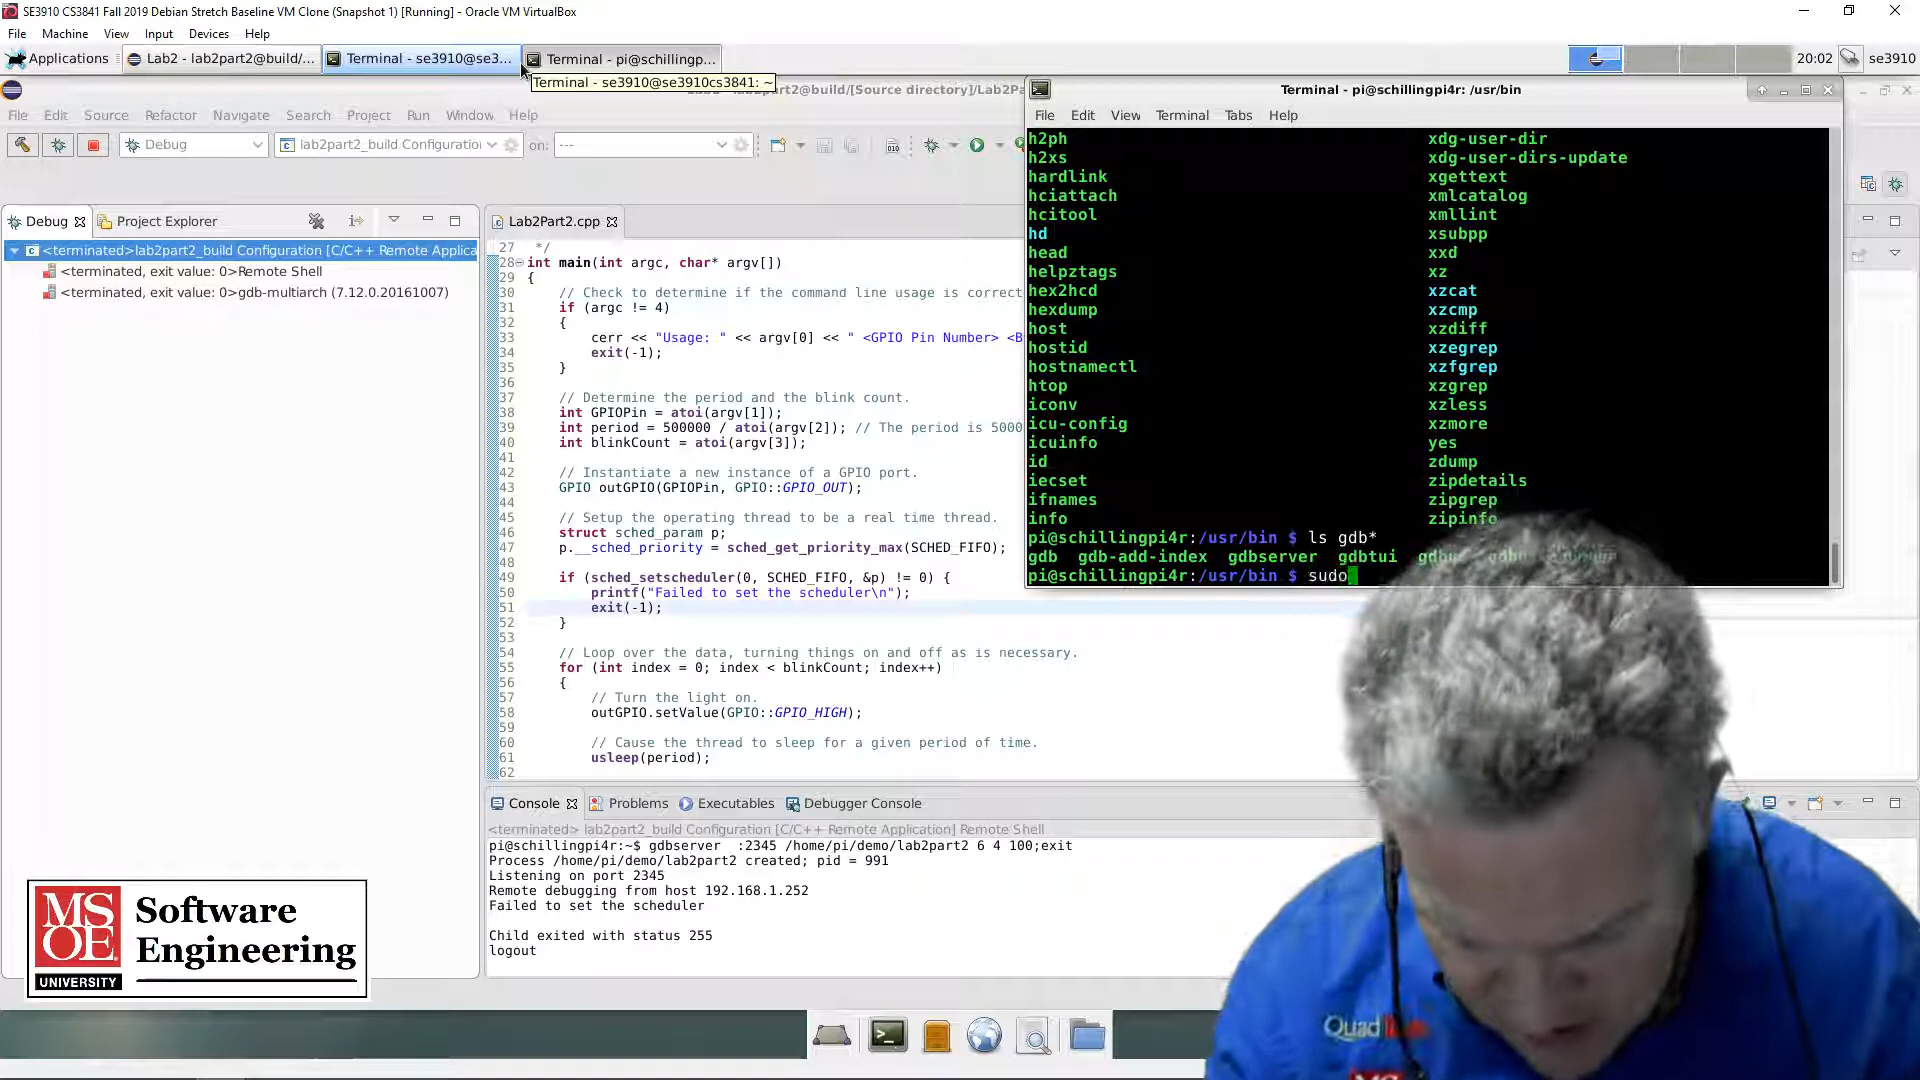 SE3910 CS3841 Fall 2019 Debian Stretch Baseline VM Clone (Snapshot 1) [Running] - Oracle VM VirtualBox
File Machine View Input Devices Help
Applications Lab2 - lab2part2@build/... Terminal - se3910@se3... Terminal - pi@schillingp... 20:02 se3910
Terminal - se3910@se3910cs3841: ~
part2@build/[Source directory]/Lab2Pa
File Edit Source Refactor Navigate Search Project Run Window Help
Debug lab2part2_build Configuratio on: ---
Debug Project Explorer
<terminated>lab2part2_build Configuration [C/C++ Remote Applica
<terminated, exit value: 0>Remote Shell
<terminated, exit value: 0>gdb-multiarch (7.12.0.20161007)
Lab2Part2.cpp
27 */
28 int main(int argc, char* argv[])
29 {
30 // Check to determine if the command line usage is correct
31 if (argc != 4)
32 {
33 cerr << "Usage: " << argv[0] << " <GPIO Pin Number> <B
34 exit(-1);
35 }
36
37 // Determine the period and the blink count.
38 int GPIOPin = atoi(argv[1]);
39 int period = 500000 / atoi(argv[2]); // The period is 5000
40 int blinkCount = atoi(argv[3]);
41
42 // Instantiate a new instance of a GPIO port.
43 GPIO outGPIO(GPIOPin, GPIO::GPIO_OUT);
44
45 // Setup the operating thread to be a real time thread.
46 struct sched_param p;
47 p.__sched_priority = sched_get_priority_max(SCHED_FIFO);
48
49 if (sched_setscheduler(0, SCHED_FIFO, &p) != 0) {
50 printf("Failed to set the scheduler\n");
51 exit(-1);
52 }
53
54 // Loop over the data, turning things on and off as is necessary.
55 for (int index = 0; index < blinkCount; index++)
56 {
57 // Turn the light on.
58 outGPIO.setValue(GPIO::GPIO_HIGH);
59
60 // Cause the thread to sleep for a given period of time.
61 usleep(period);
62
Terminal - pi@schillingpi4r: /usr/bin
File Edit View Terminal Tabs Help
h2ph xdg-user-dir
h2xs xdg-user-dirs-update
hardlink xgettext
hciattach xmlcatalog
hcitool xmllint
hd xsubpp
head xxd
helpztags xz
hex2hcd xzcat
hexdump xzcmp
host xzdiff
hostid xzegrep
hostnamectl xzfgrep
htop xzgrep
iconv xzless
icu-config xzmore
icuinfo yes
id zdump
iecset zipdetails
ifnames zipgrep
info zipinfo
pi@schillingpi4r:/usr/bin $ ls gdb*
gdb gdb-add-index gdbserver gdbtui
pi@schillingpi4r:/usr/bin $ sudo
Console Problems Executables Debugger Console
<terminated> lab2part2_build Configuration [C/C++ Remote Application] Remote Shell
pi@schillingpi4r:~$ gdbserver :2345 /home/pi/demo/lab2part2 6 4 100;exit
Process /home/pi/demo/lab2part2 created; pid = 991
Listening on port 2345
Remote debugging from host 192.168.1.252
Failed to set the scheduler
Child exited with status 255
logout
MSOE
UNIVERSITY
Software
Engineering
Quad